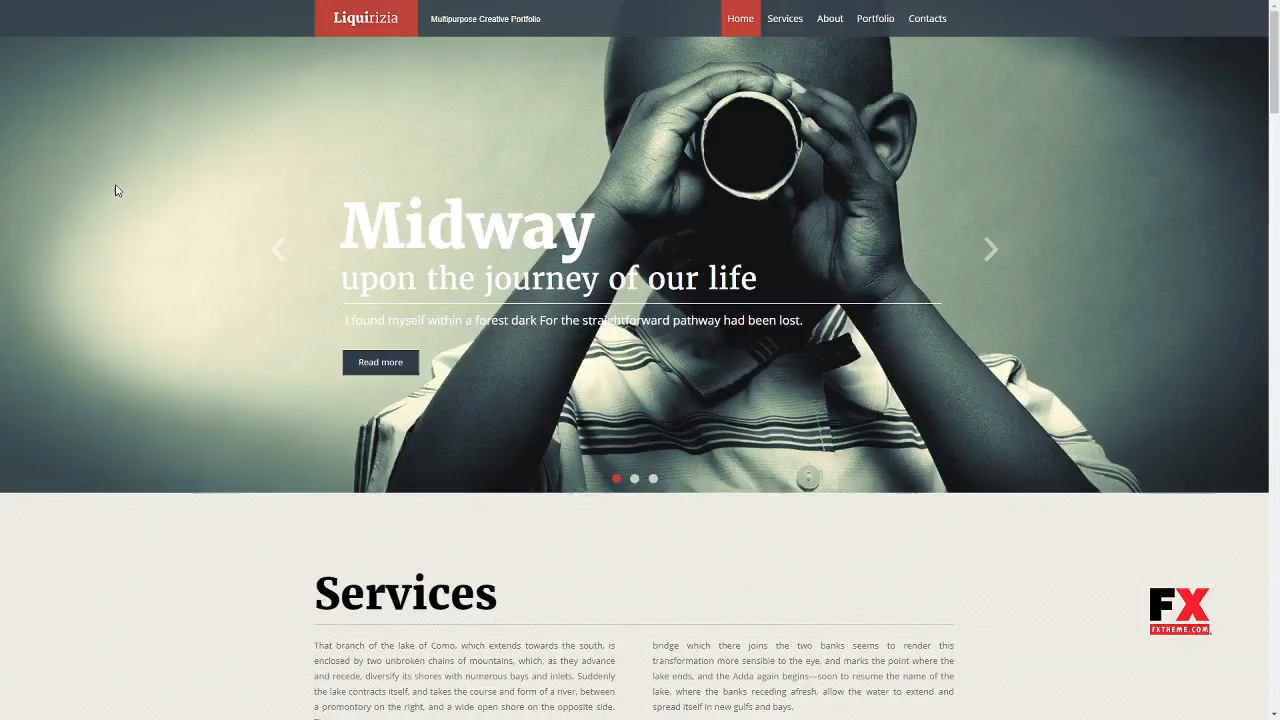 Liquirizia
Multipurpose Creative Portfolio
Home Services About Portfolio Contacts
Midway
upon the journey of our life
I found myself within a forest dark For the straightforward pathway had been lost.
Read more
Services
That branch of the lake of Como, which extends towards the south, is
enclosed by two unbroken chains of mountains, which, as they advance
and recede, diversify its shores with numerous bays and inlets. Suddenly
the lake contracts itself, and takes the course and form of a river, between
a promontory on the right, and a wide open shore on the opposite side.
bridge which there joins the two banks seems to render this
transformation more sensible to the eye, and marks the point where the
lake ends, and the Adda again begins—soon to resume the name of the
lake, where the banks receding afresh, allow the water to extend and
spread itself in new gulfs and bays.
FX
FXTHEME.COM